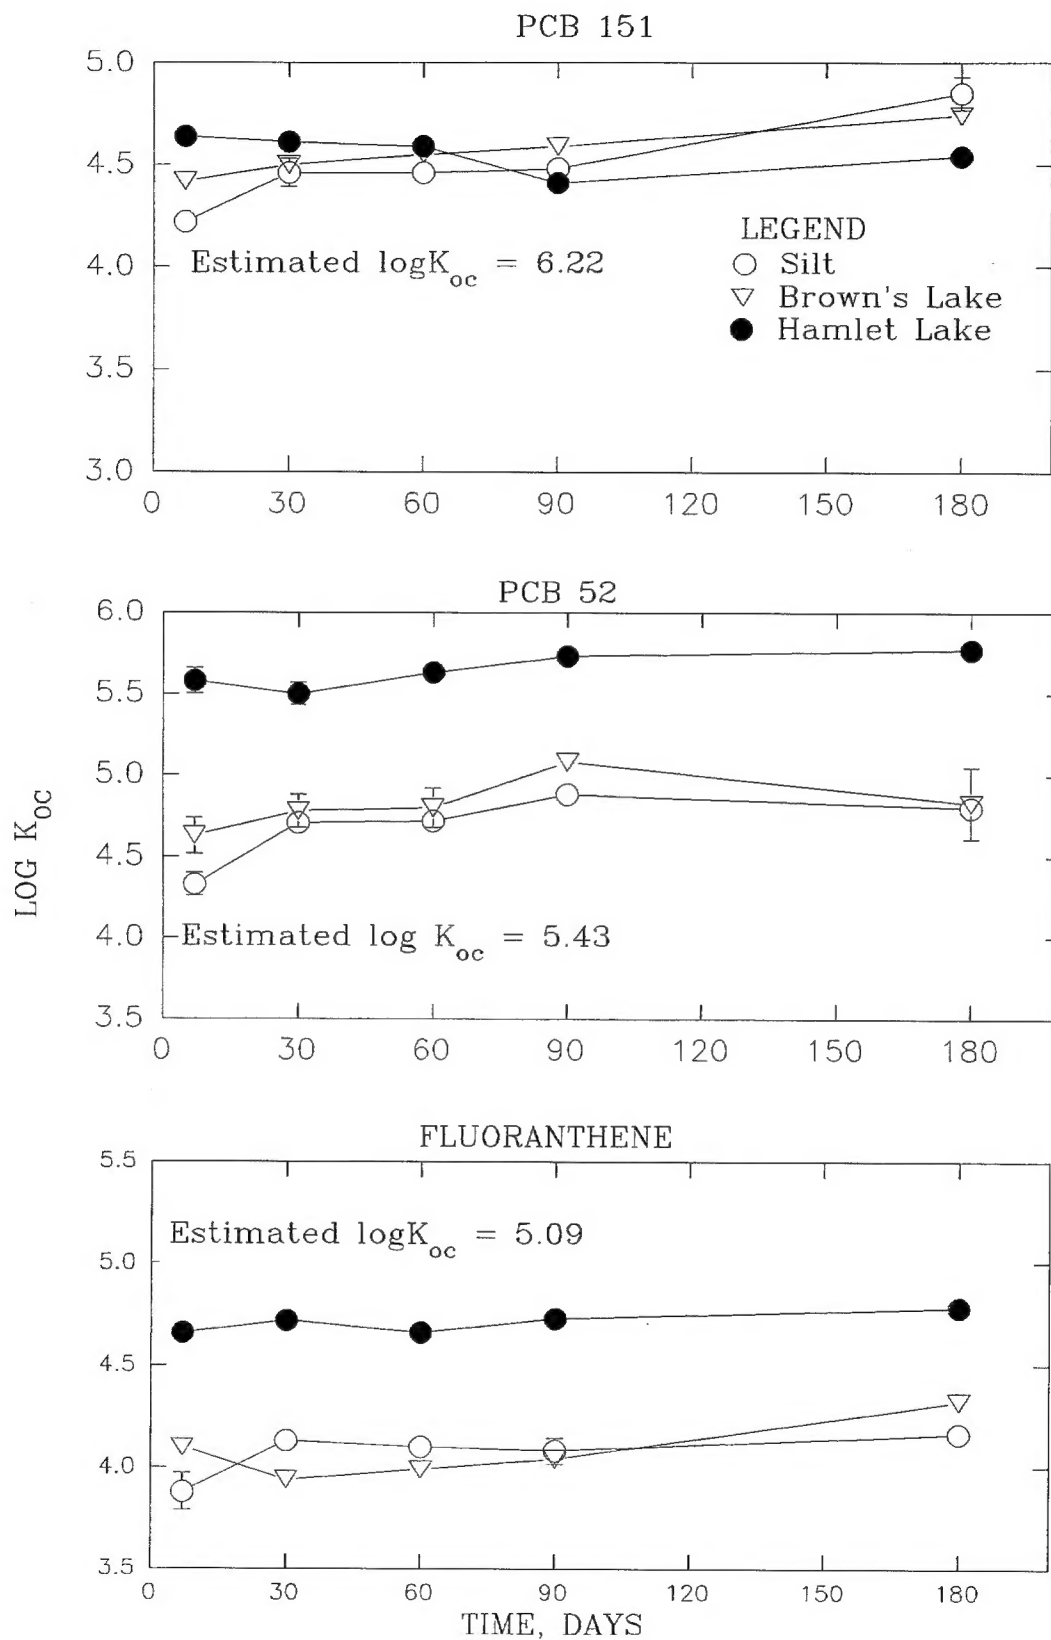 PCB 151
5.0
4.5
4.0
3.5
3.0
Estimated logKoc = 6.22
LEGEND
Silt
Brown's Lake
Hamlet Lake
0 30 60 90 120 150 180
PCB 52
6.0
5.5
5.0
4.5
4.0
3.5
Estimated log Koc = 5.43
0 30 60 90 120 150 180
LOG KOC
FLUORANTHENE
5.5
5.0
4.5
4.0
3.5
Estimated logKoc = 5.09
0 30 60 90 120 150 180
TIME, DAYS